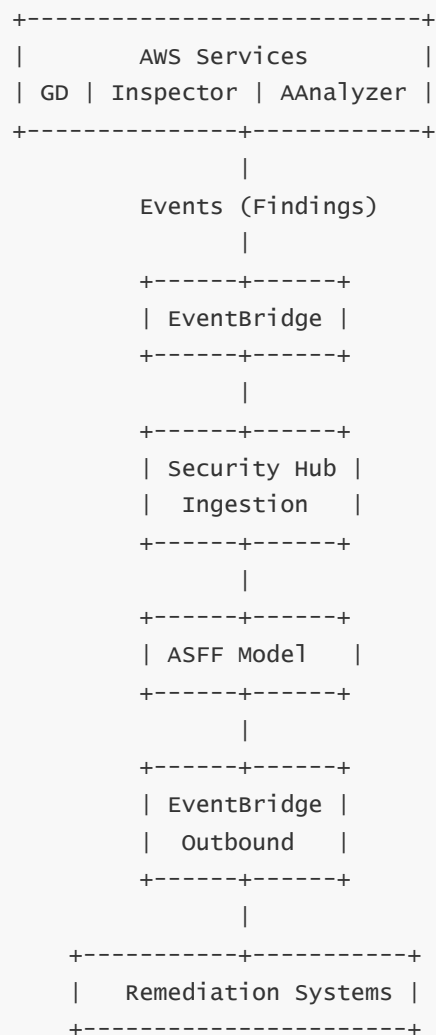 +----------------------------+
|        AWS Services        |
| GD | Inspector | AAnalyzer |
+---------------+------------+
                |
         Events (Findings)
                |
         +------+------+
         | EventBridge |
         +------+------+
                |
         +------+------+
         | Security Hub |
         |  Ingestion   |
         +------+------+
                |
         +------+------+
         | ASFF Model   |
         +------+------+
                |
         +------+------+
         | EventBridge |
         |  Outbound   |
         +------+------+
                |
    +-----------+-----------+
    |   Remediation Systems |
    +-----------------------+